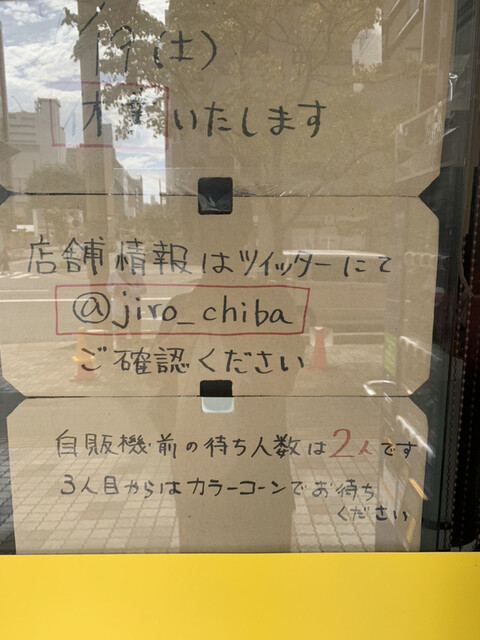 /19(土)
いたします
店舗情報はツイッターにて
@jiro_chiba
ご確認ください
自販機前の待ち人数は2人です
3人目からはカラーコーンでお待ち
ください